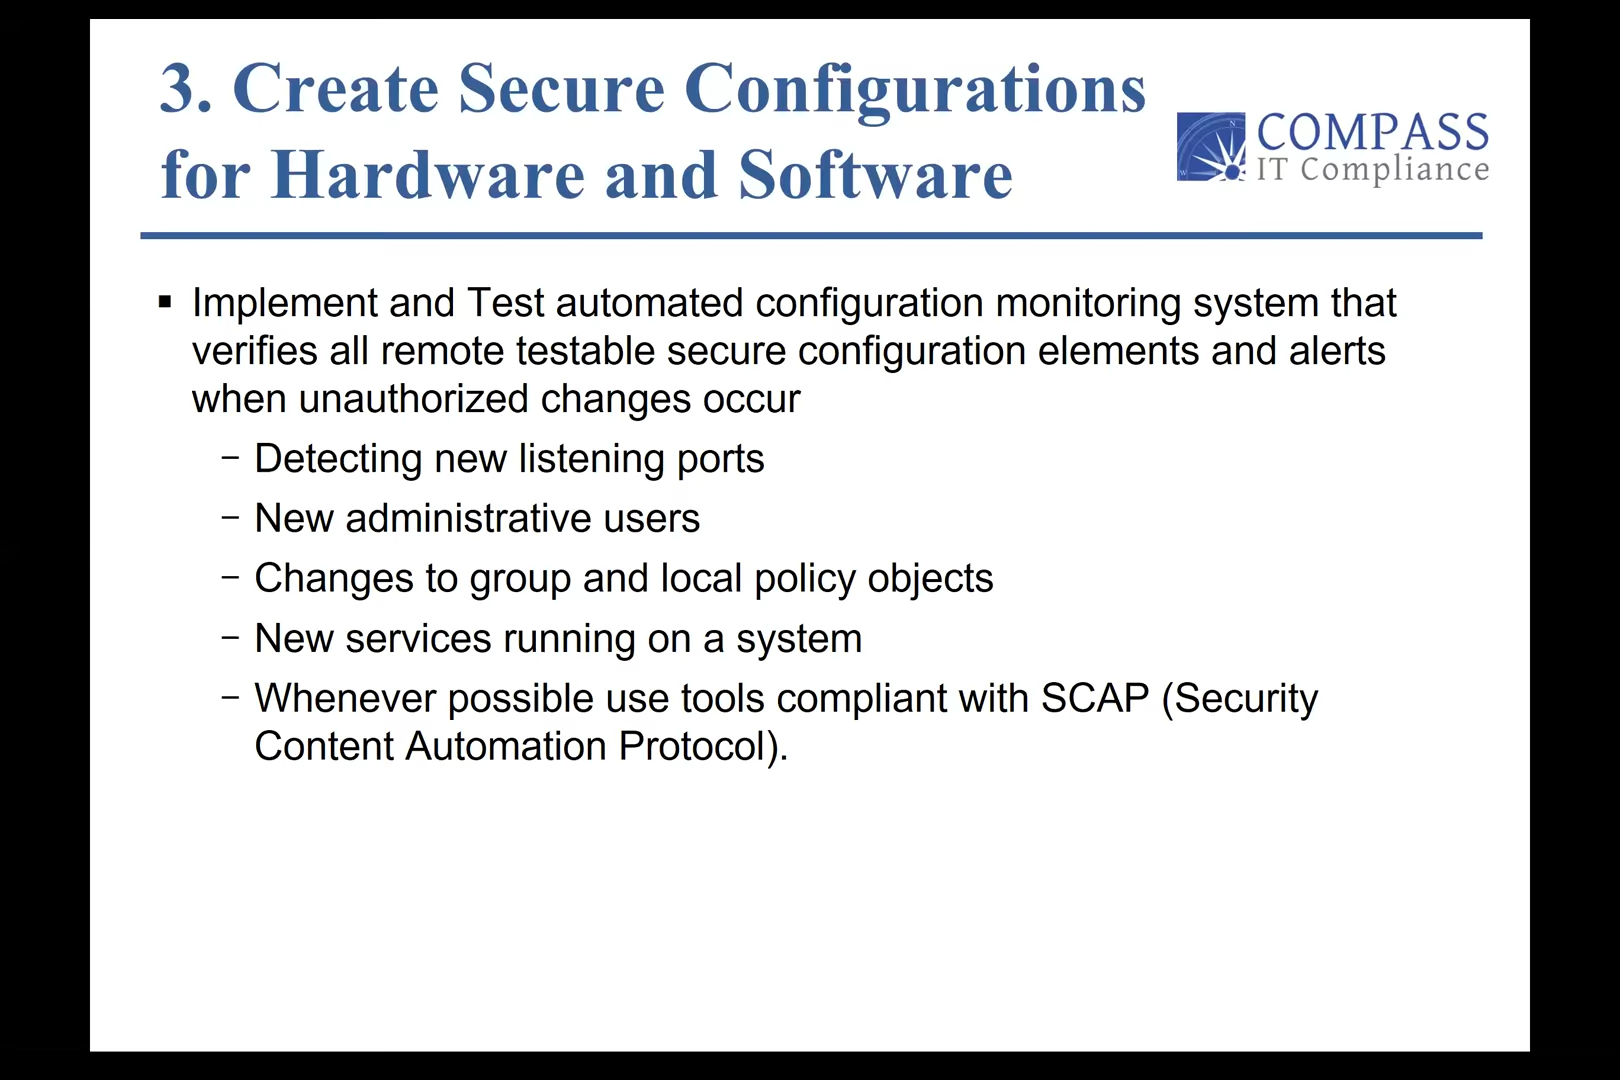 3. Create Secure Configurations
for Hardware and Software
COMPASS
IT Compliance
▪ Implement and Test automated configuration monitoring system that
verifies all remote testable secure configuration elements and alerts
when unauthorized changes occur
– Detecting new listening ports
– New administrative users
– Changes to group and local policy objects
– New services running on a system
– Whenever possible use tools compliant with SCAP (Security
Content Automation Protocol).
N
W